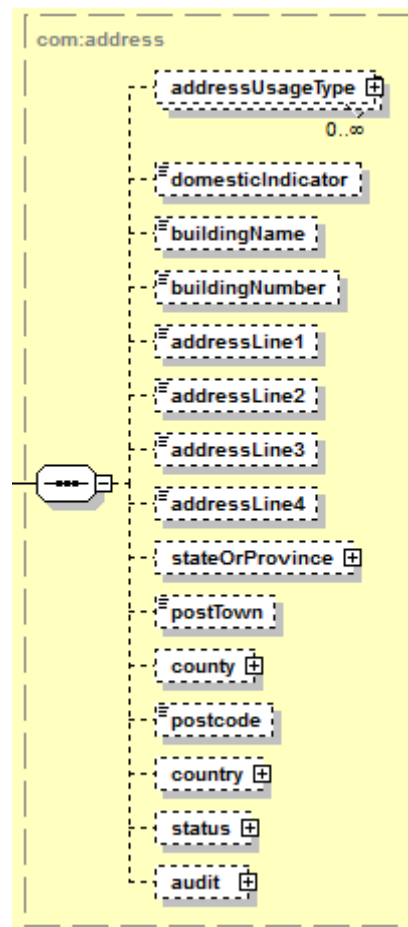 com:address
addressUsageType
0..∞
domesticIndicator
buildingName
buildingNumber
addressLine1
addressLine2
addressLine3
addressLine4
stateOrProvince
postTown
county
postcode
country
status
audit